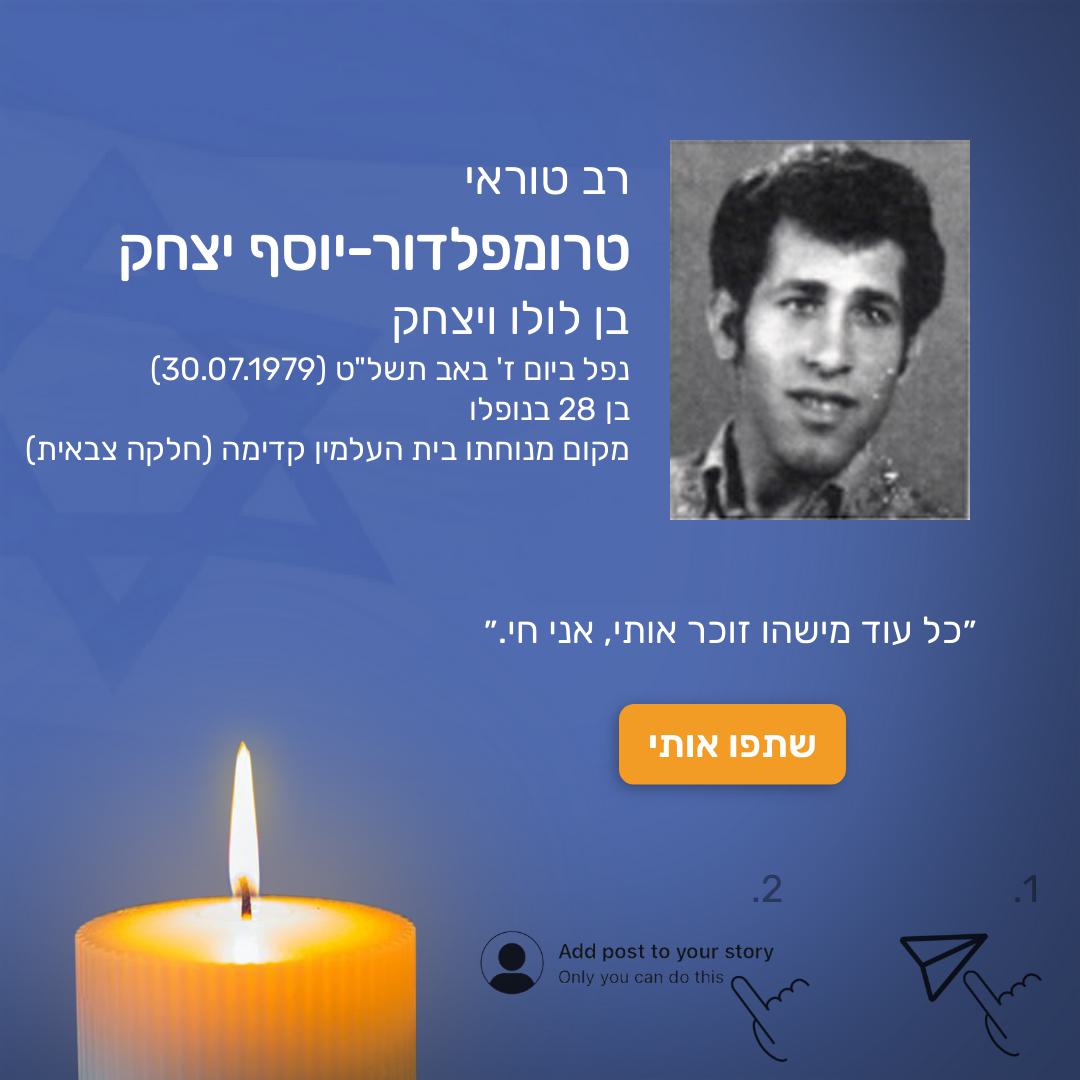 רב טוראי
טרומפלדור-יוסף יצחק
בן לולו ויצחק
נפל ביום ז' באב תשל"ט (30.07.1979)
בן 28 בנופלו
מקום מנוחתו בית העלמין קדימה (חלקה צבאית)
״כל עוד מישהו זוכר אותי, אני חי.״
שתפו אותי
.1
.2
Add post to your story
Only you can do this